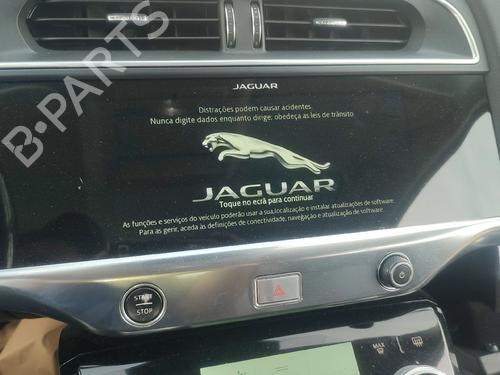 B-PARTS
JAGUAR
Distrações podem causar acidentes.
Nunca digite dados enquanto dirige; obedeça as leis de trânsito.
JAGUAR
Toque no ecrã para continuar
As funções e serviços do veículo poderão usar a sua localização e instalar atualizações de software.
Para as gerir, aceda às definições de conectividade, navegação e atualização de software.
START
STOP
MAX